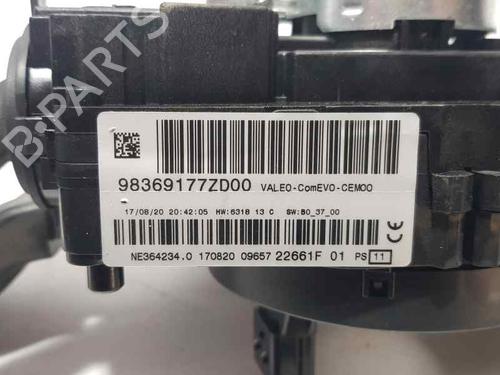 B-PARTS
98369177ZD00 VALEO-ComEVO-CEM00
17/08/20 20:42:05 HW:6318 13 C SW:B0_37_00
CE
NE364234.0 170820 09657 22661F 01 PS 11